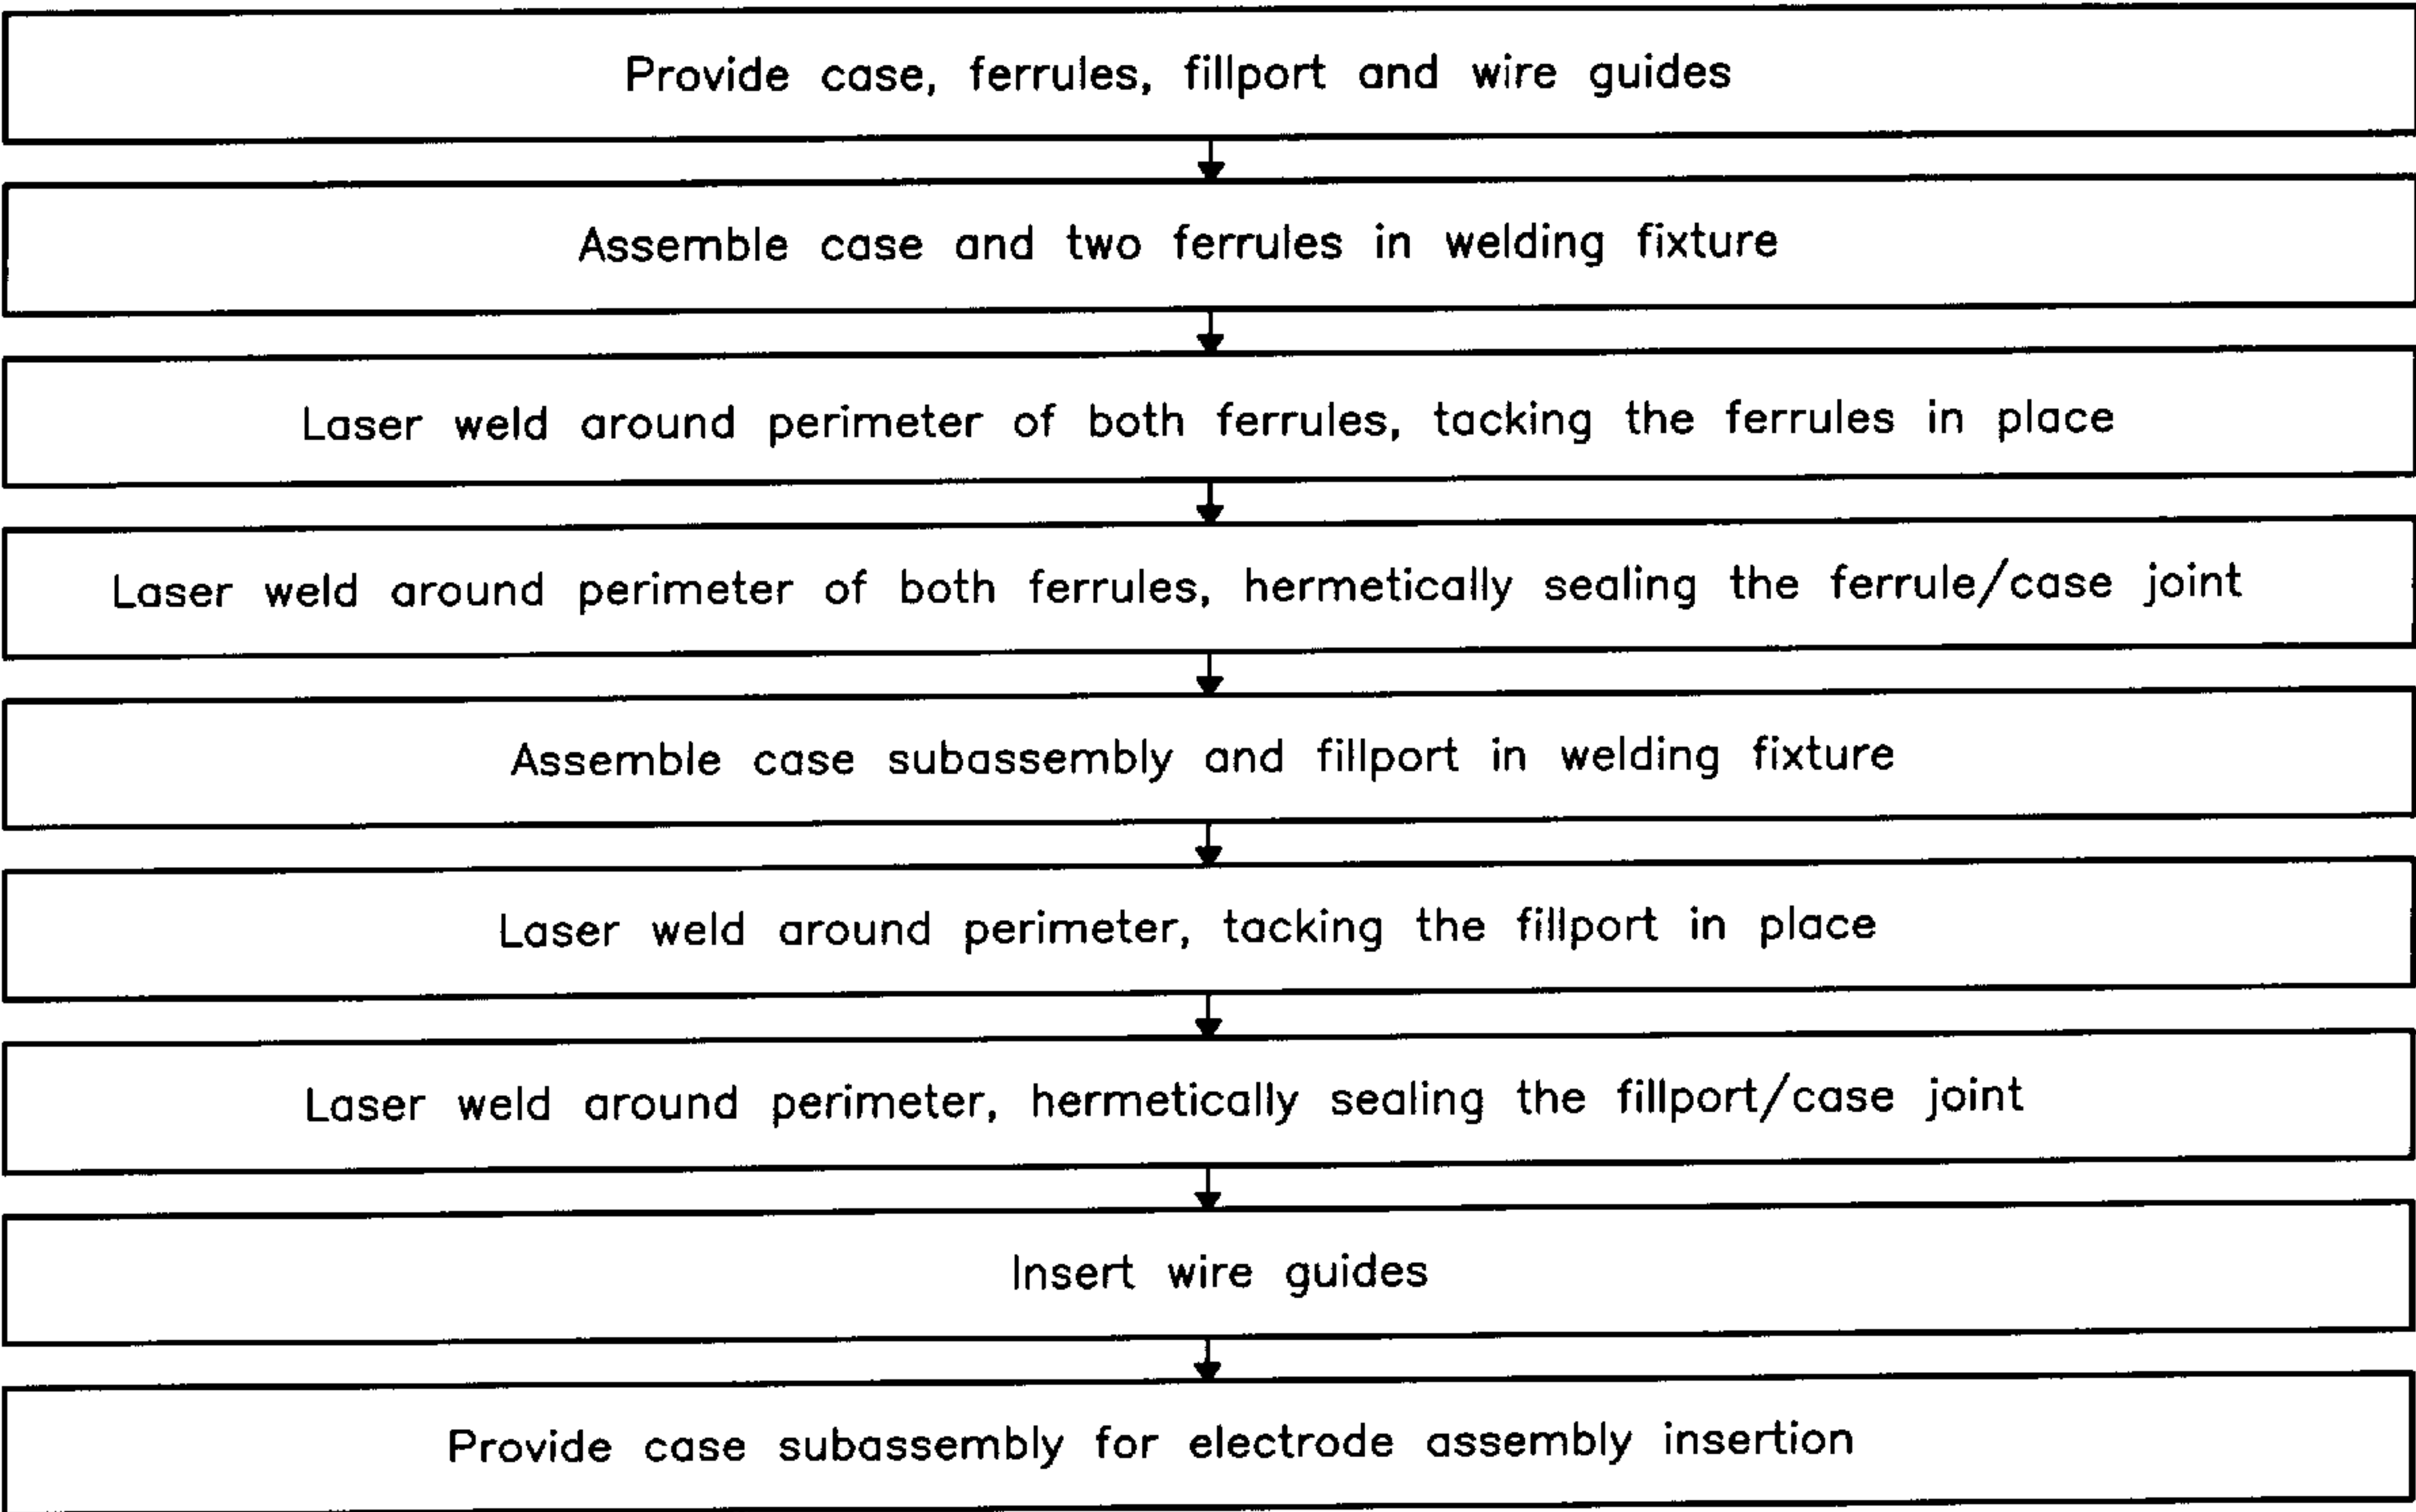 Provide case, ferrules, fillport and wire guides
Assemble case and two ferrules in welding fixture
Laser weld around perimeter of both ferrules, tacking the ferrules in place
Laser weld around perimeter of both ferrules, hermetically sealing the ferrule/case joint
Assemble case subassembly and fillport in welding fixture
Laser weld around perimeter, tacking the fillport in place
Laser weld around perimeter, hermetically sealing the fillport/case joint
Insert wire guides
Provide case subassembly for electrode assembly insertion